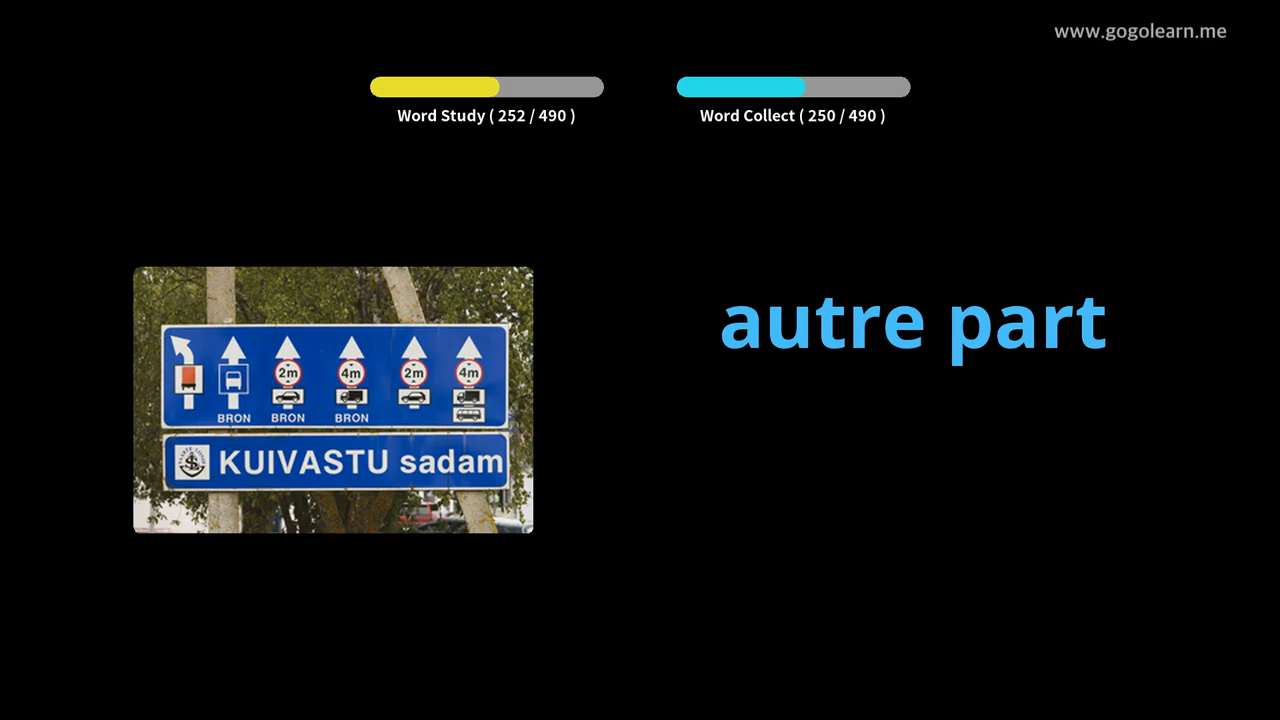 www.gogolearn.me
Word Study ( 252 / 490 )
Word Collect ( 250 / 490 )
autre part
2m
4m
2m
4m
BRON
BRON
BRON
KUIVASTU sadam